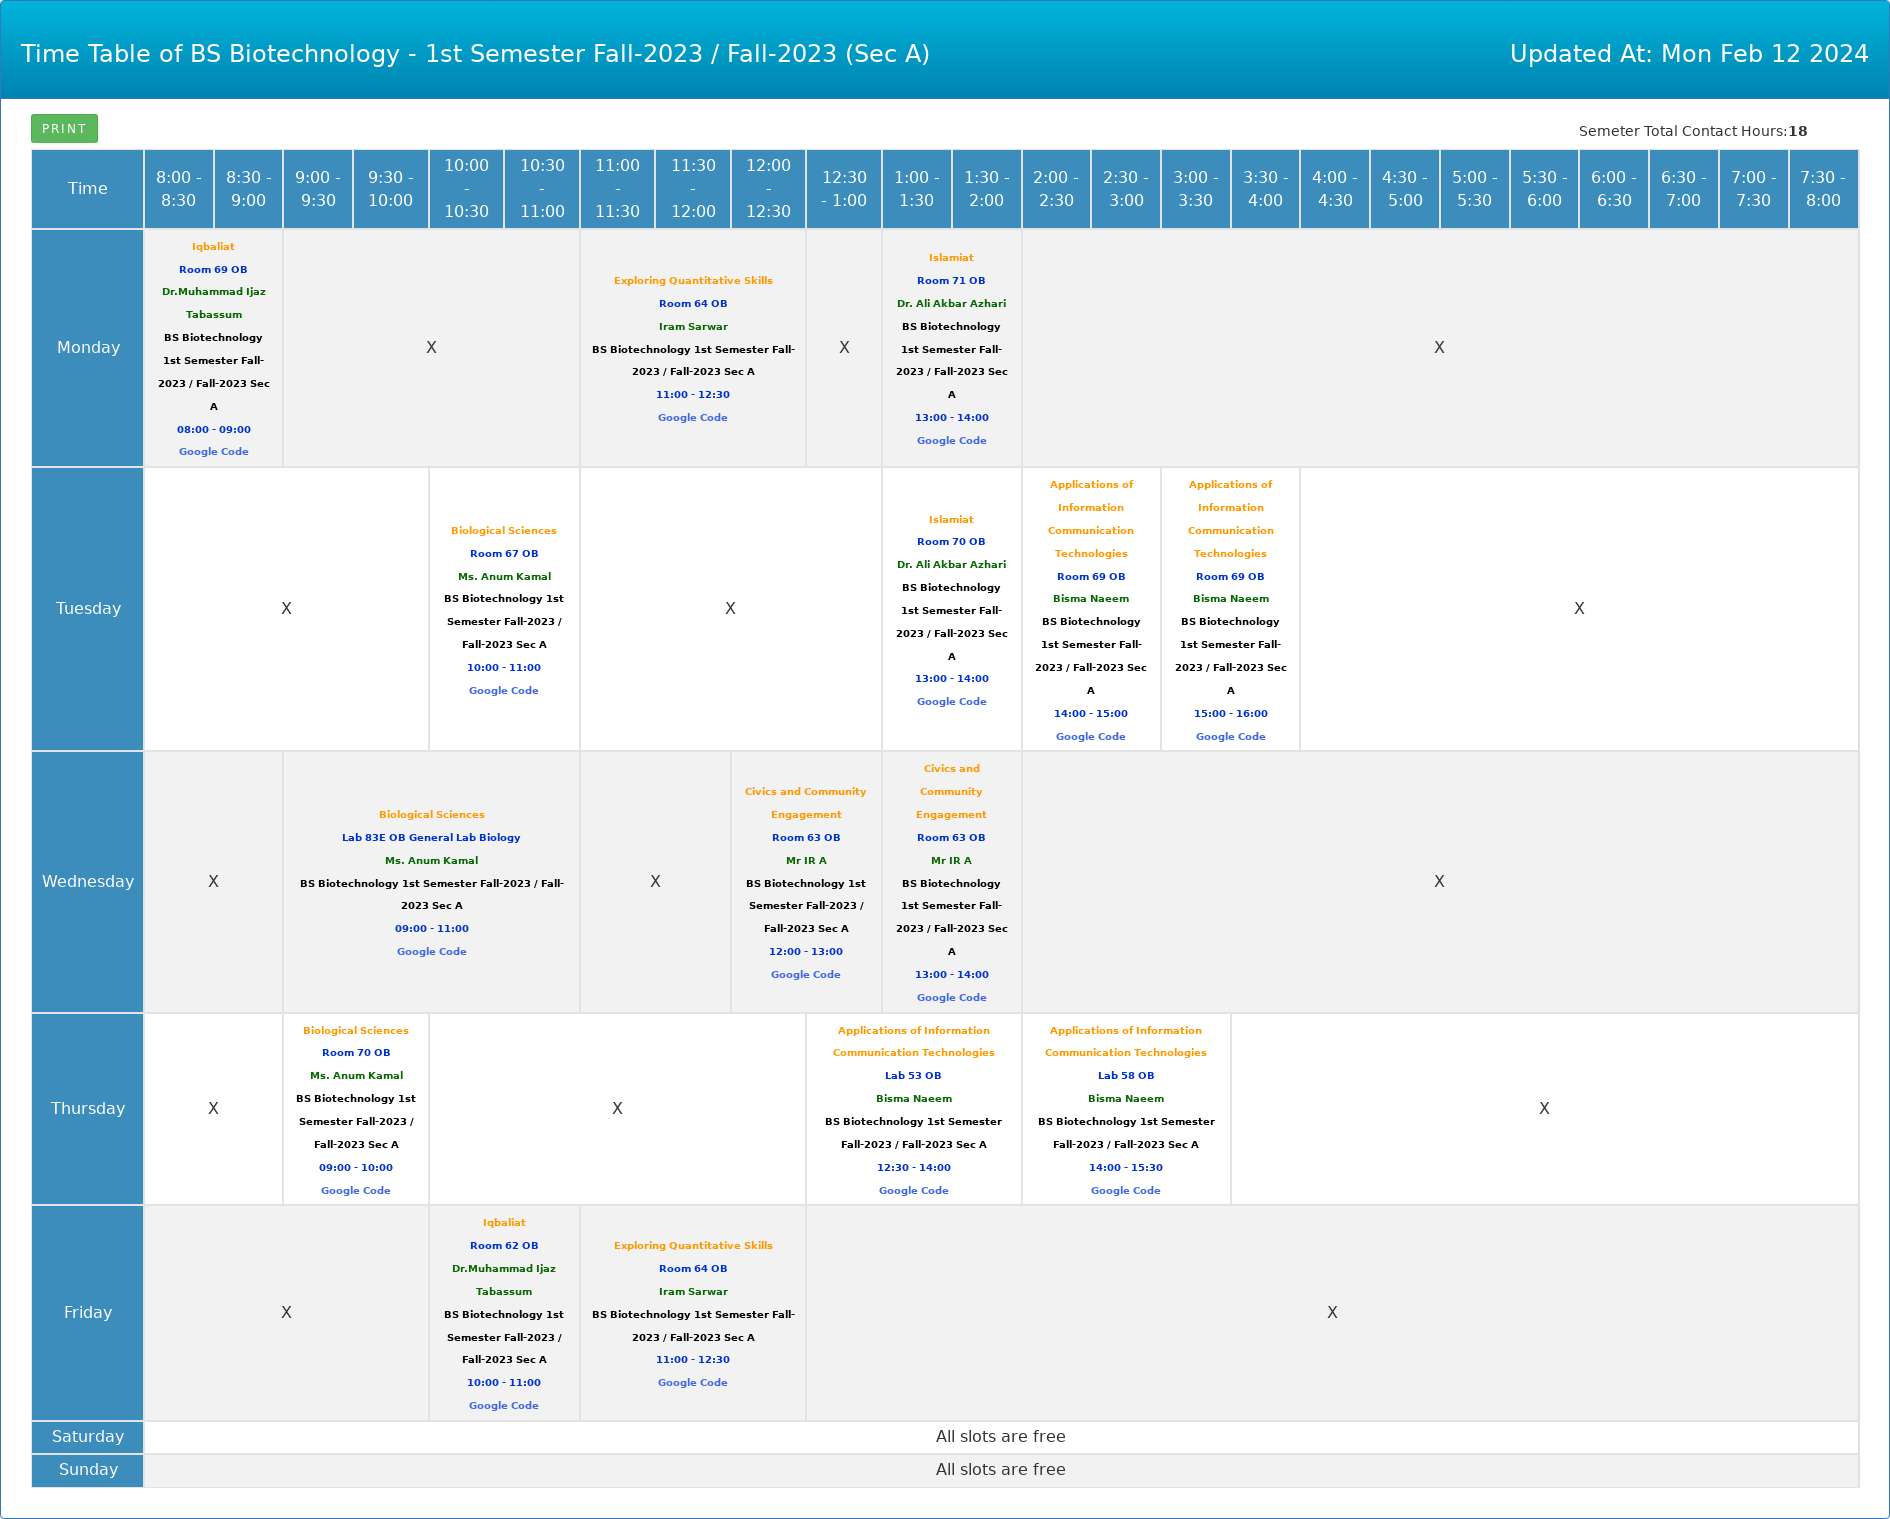 Time Table of BS Biotechnology - 1st Semester Fall-2023 / Fall-2023 (Sec A)
Updated At: Mon Feb 12 2024
PRINT
Semeter Total Contact Hours:18
Time
8:00 -
8:30
8:30 -
9:00
9:00 -
9:30
9:30 -
10:00
10:00
-
10:30
10:30
-
11:00
11:00
-
11:30
11:30
-
12:00
12:00
-
12:30
12:30
- 1:00
1:00 -
1:30
1:30 -
2:00
2:00 -
2:30
2:30 -
3:00
3:00 -
3:30
3:30 -
4:00
4:00 -
4:30
4:30 -
5:00
5:00 -
5:30
5:30 -
6:00
6:00 -
6:30
6:30 -
7:00
7:00 -
7:30
7:30 -
8:00
Monday
Iqbaliat
Room 69 OB
Dr.Muhammad Ijaz
Tabassum
BS Biotechnology
1st Semester Fall-
2023 / Fall-2023 Sec
A
08:00 - 09:00
Google Code
X
Exploring Quantitative Skills
Room 64 OB
Iram Sarwar
BS Biotechnology 1st Semester Fall-
2023 / Fall-2023 Sec A
11:00 - 12:30
Google Code
X
Islamiat
Room 71 OB
Dr. Ali Akbar Azhari
BS Biotechnology
1st Semester Fall-
2023 / Fall-2023 Sec
A
13:00 - 14:00
Google Code
X
Tuesday
X
Biological Sciences
Room 67 OB
Ms. Anum Kamal
BS Biotechnology 1st
Semester Fall-2023 /
Fall-2023 Sec A
10:00 - 11:00
Google Code
X
Islamiat
Room 70 OB
Dr. Ali Akbar Azhari
BS Biotechnology
1st Semester Fall-
2023 / Fall-2023 Sec
A
13:00 - 14:00
Google Code
Applications of
Information
Communication
Technologies
Room 69 OB
Bisma Naeem
BS Biotechnology
1st Semester Fall-
2023 / Fall-2023 Sec
A
14:00 - 15:00
Google Code
Applications of
Information
Communication
Technologies
Room 69 OB
Bisma Naeem
BS Biotechnology
1st Semester Fall-
2023 / Fall-2023 Sec
A
15:00 - 16:00
Google Code
X
Wednesday
X
Biological Sciences
Lab 83E OB General Lab Biology
Ms. Anum Kamal
BS Biotechnology 1st Semester Fall-2023 / Fall-
2023 Sec A
09:00 - 11:00
Google Code
X
Civics and Community
Engagement
Room 63 OB
Mr IR A
BS Biotechnology 1st
Semester Fall-2023 /
Fall-2023 Sec A
12:00 - 13:00
Google Code
Civics and
Community
Engagement
Room 63 OB
Mr IR A
BS Biotechnology
1st Semester Fall-
2023 / Fall-2023 Sec
A
13:00 - 14:00
Google Code
X
Thursday
X
Biological Sciences
Room 70 OB
Ms. Anum Kamal
BS Biotechnology 1st
Semester Fall-2023 /
Fall-2023 Sec A
09:00 - 10:00
Google Code
X
Applications of Information
Communication Technologies
Lab 53 OB
Bisma Naeem
BS Biotechnology 1st Semester
Fall-2023 / Fall-2023 Sec A
12:30 - 14:00
Google Code
Applications of Information
Communication Technologies
Lab 58 OB
Bisma Naeem
BS Biotechnology 1st Semester
Fall-2023 / Fall-2023 Sec A
14:00 - 15:30
Google Code
X
Friday
X
Iqbaliat
Room 62 OB
Dr.Muhammad Ijaz
Tabassum
BS Biotechnology 1st
Semester Fall-2023 /
Fall-2023 Sec A
10:00 - 11:00
Google Code
Exploring Quantitative Skills
Room 64 OB
Iram Sarwar
BS Biotechnology 1st Semester Fall-
2023 / Fall-2023 Sec A
11:00 - 12:30
Google Code
X
Saturday
All slots are free
Sunday
All slots are free